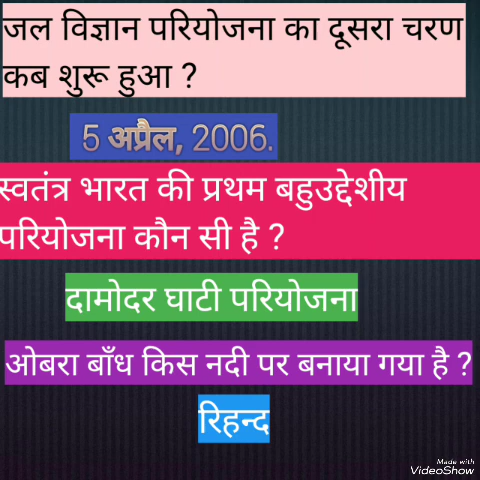 जल विज्ञान परियोजना का दूसरा चरण
कब शुरू हुआ ?
5 अप्रैल, 2006.
स्वतंत्र भारत की प्रथम बहुउद्देशीय
परियोजना कौन सी है ?
दामोदर घाटी परियोजना
ओबरा बाँध किस नदी पर बनाया गया है ?
रिहन्द
Made with
VideoShow